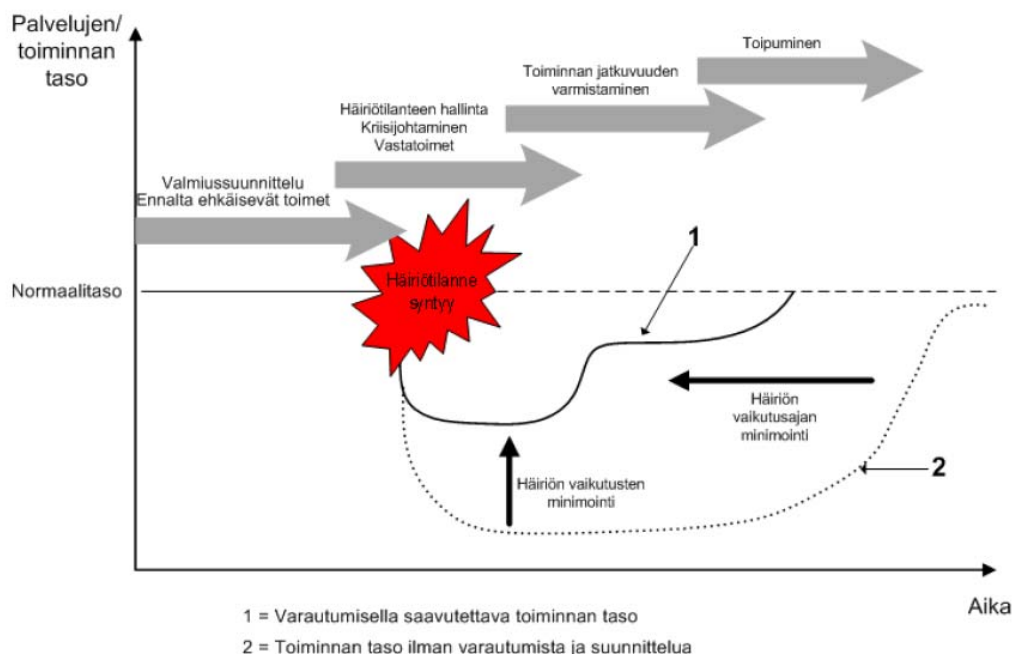 Palvelujen/
toiminnan
taso
Toipuminen
Toiminnan jatkuvuuden
varmistaminen
Häiriötilanteen hallinta
Kriisijohtaminen
Vastatoimet
Valmiussuunnittelu
Ennalta ehkäisevät toimet
1
Normaalitaso
Häiriötilanne
syntyy
Häiriön
vaikutusajan
minimointi
2
Häiriön vaikutusten
minimointi
Aika
1 = Varautumisella saavutettava toiminnan taso
2 = Toiminnan taso ilman varautumista ja suunnittelua